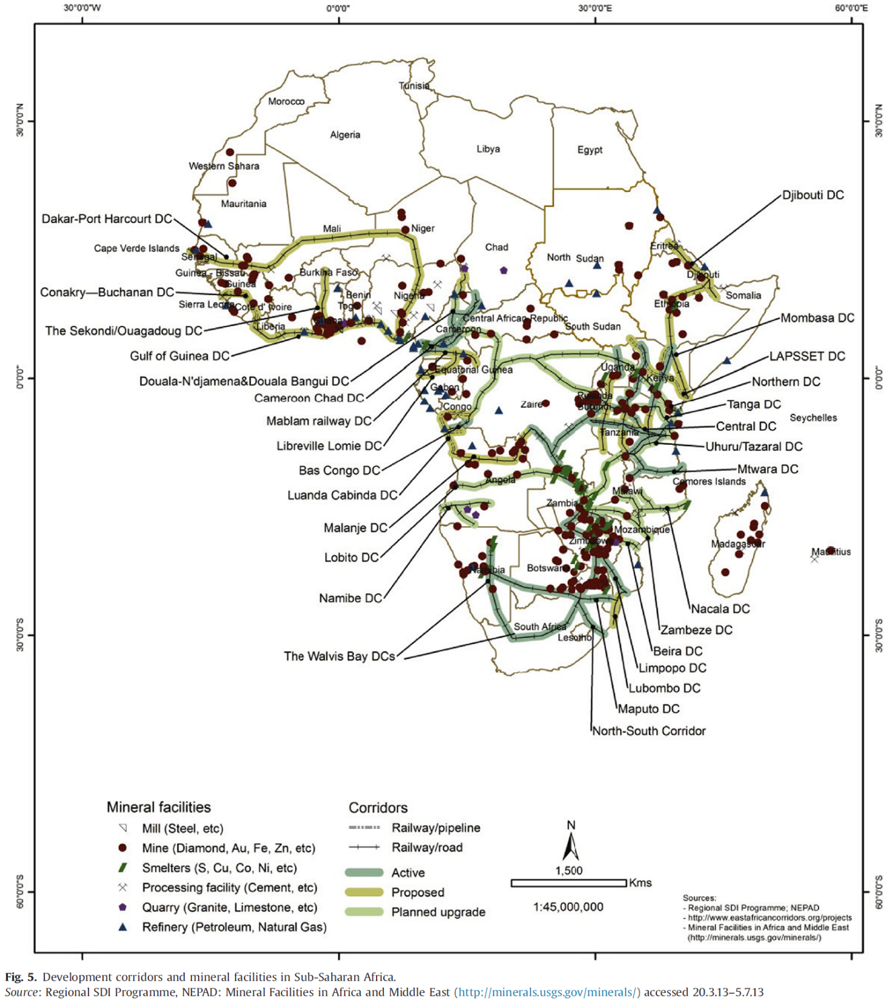 30°0'0"W 0°0'0" 30°0'0"E 60°0'0"E
30°0'0"N
30°0'0"N
Tunisia
Morocco
Algeria
Libya
Egypt
Western Sahara
Mauritania
Djibouti DC
Dakar-Port Harcourt DC
Mali
Niger
Cape Verde Islands
Chad
Eritrea
Senegal
North Sudan
Guinea - Bissau
Burkina Faso
Djibouti
Guinea
Conakry—Buchanan DC
Benin
Nigeria
Somalia
Sierra Leone
Cote d' Ivoire
Togo
Ethiopia
Central African Republic
Mombasa DC
Ghana
Liberia
The Sekondi/Ouagadoug DC
Cameroon
South Sudan
Gulf of Guinea DC
LAPSSET DC
Equatorial Guinea
Uganda
0°0'0"
0°0'0"
Kenya
Douala-N'djamena&Douala Bangui DC
Northern DC
Gabon
Cameroon Chad DC
Rwanda
Zaire
Tanga DC
Congo
Burundi
Seychelles
Mablam railway DC
Central DC
Tanzania
Libreville Lomie DC
Uhuru/Tazaral DC
Bas Congo DC
Mtwara DC
Angola
Comores Islands
Luanda Cabinda DC
Malawi
Zambia
Malanje DC
Mozambique
Zimbabwe
Madagascar
Mauritius
Lobito DC
Namibia
Botswana
Namibe DC
Nacala DC
South Africa
Zambeze DC
Lesotho
30°0'0"S
30°0'0"S
The Walvis Bay DCs
Beira DC
Limpopo DC
Lubombo DC
Maputo DC
North-South Corridor
Mineral facilities
Mill (Steel, etc)
Mine (Diamond, Au, Fe, Zn, etc)
Smelters (S, Cu, Co, Ni, etc)
Processing facility (Cement, etc)
Quarry (Granite, Limestone, etc)
Refinery (Petroleum, Natural Gas)
Corridors
Railway/pipeline
Railway/road
Active
Proposed
Planned upgrade
N
1,500
Kms
1:45,000,000
60°0'0"S
60°0'0"S
Sources:
- Regional SDI Programme; NEPAD
- http://www.eastafricancorridors.org/projects
- Mineral Facilities in Africa and Middle East
(http://minerals.usgs.gov/minerals/)
Fig. 5. Development corridors and mineral facilities in Sub-Saharan Africa.
Source: Regional SDI Programme, NEPAD: Mineral Facilities in Africa and Middle East (http://minerals.usgs.gov/minerals/) accessed 20.3.13–5.7.13